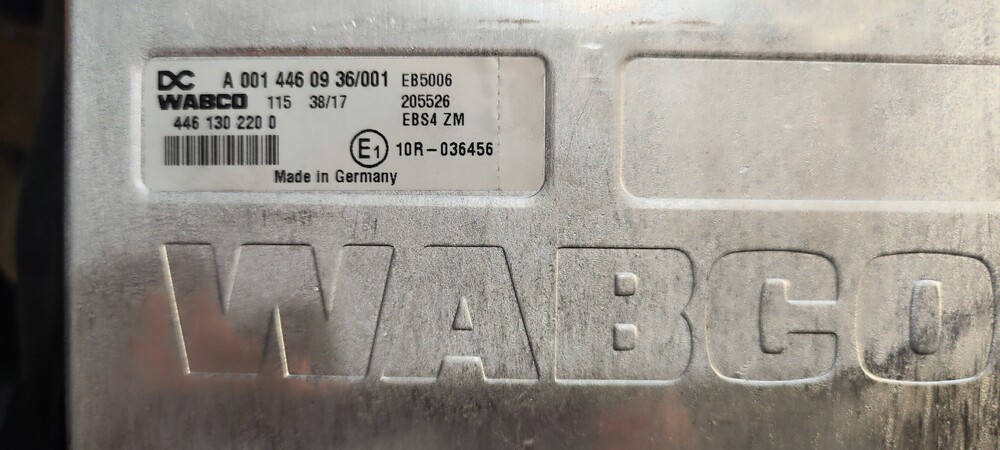 DC A 001 446 09 36/001 EB5006
WABCO 115 38/17 205526
446 130 220 0 EBS4 ZM
E1 10R-036456
Made in Germany
WABCO